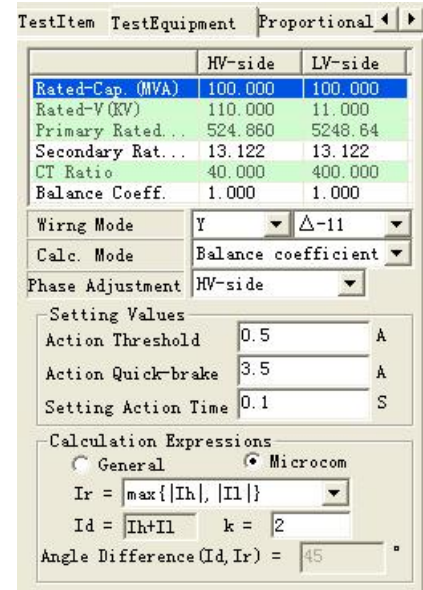 TestItem TestEquipment Proportional
HV-side LV-side
Rated-Cap. (MVA) 100.000 100.000
Rated-V(KV) 110.000 11.000
Primary Rated... 524.860 5248.64
Secondary Rat... 13.122 13.122
CT Ratio 40.000 400.000
Balance Coeff. 1.000 1.000
Wirng Mode Y △-11
Calc. Mode Balance coefficient
Phase Adjustment HV-side
Setting Values
Action Threshold 0.5 A
Action Quick-brake 3.5 A
Setting Action Time 0.1 S
Calculation Expressions
General Microcom
Ir = max{|Ih|, |Il|}
Id = Ih+Il k = 2
Angle Difference(Id, Ir) = 45 °